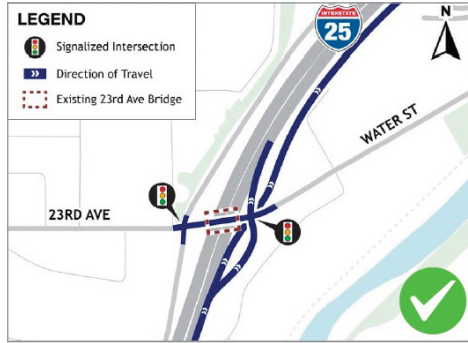 LEGEND
Signalized Intersection
Direction of Travel
Existing 23rd Ave Bridge
INTERSTATE
25
N
WATER ST
23RD AVE